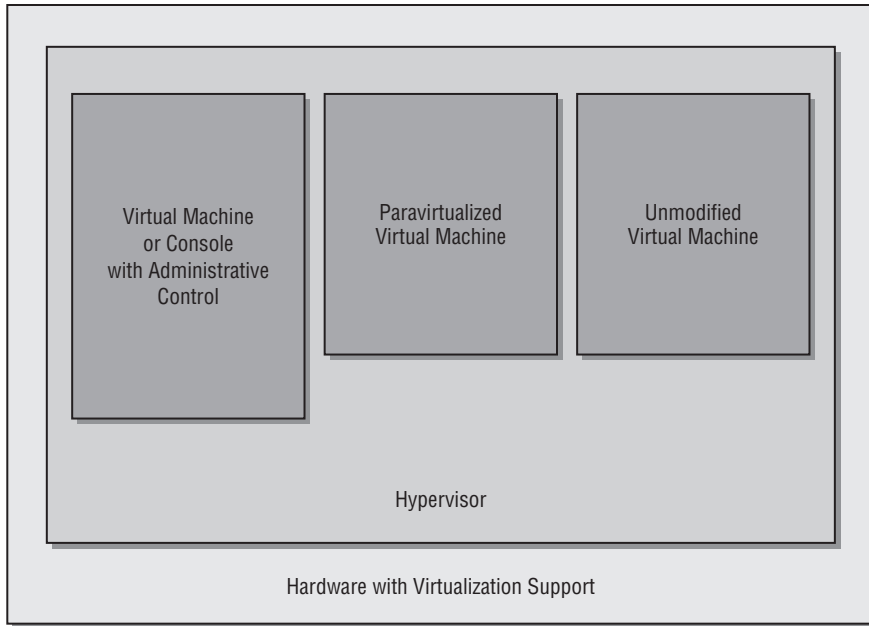 Virtual Machine
or Console
with Administrative
Control
Paravirtualized
Virtual Machine
Unmodified
Virtual Machine
Hypervisor
Hardware with Virtualization Support